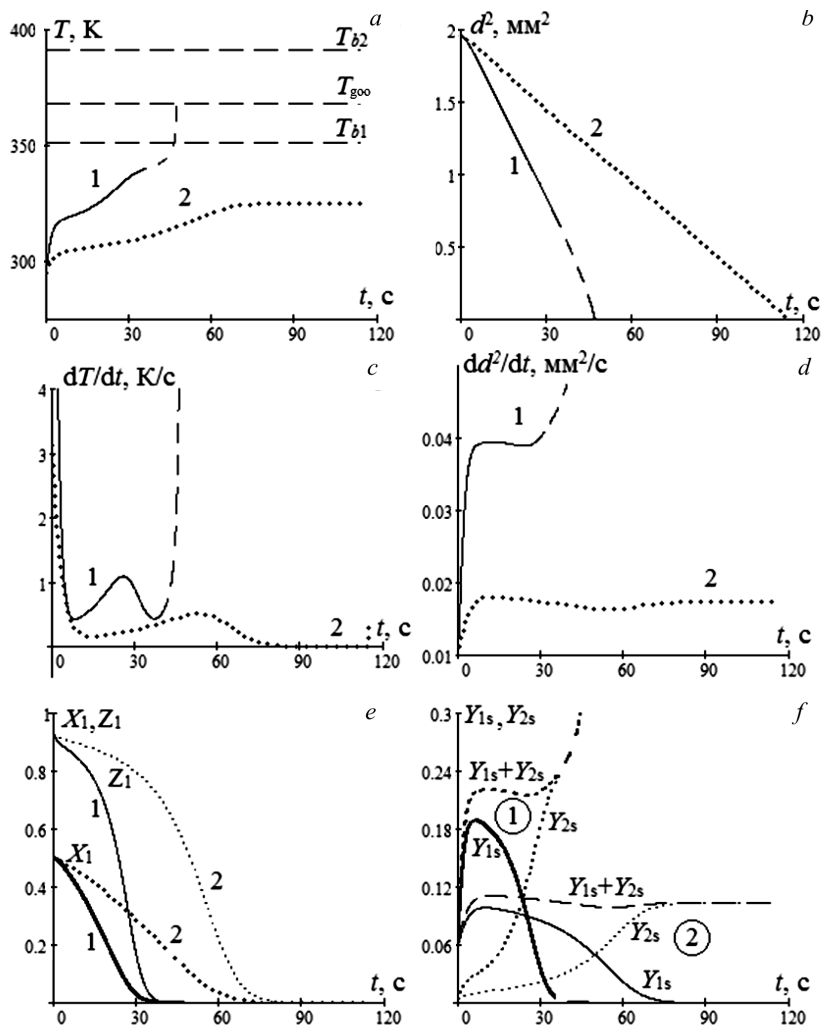 a
T, K
400
350
300
T_b2
T_goo
T_b1
1
2
t, c
0 30 60 90 120
b
d², мм²
2
1.5
1
0.5
1
2
t, c
0 30 60 90 120
c
dT/dt, K/c
4
3
2
1
1
2
t, c
0 30 60 90 120
d
dd²/dt, мм²/c
0.04
0.03
0.02
0.01
1
2
t, c
0 30 60 90 120
e
X₁, Z₁
1
0.8
0.6
0.4
0.2
Z₁
1
2
X₁
1
2
t, c
0 30 60 90 120
f
Y₁ₛ, Y₂ₛ
0.3
0.24
0.18
0.12
0.06
Y₁ₛ+Y₂ₛ
1
Y₂ₛ
Y₁ₛ
Y₁ₛ+Y₂ₛ
Y₂ₛ
2
Y₁ₛ
t, c
0 30 60 90 120